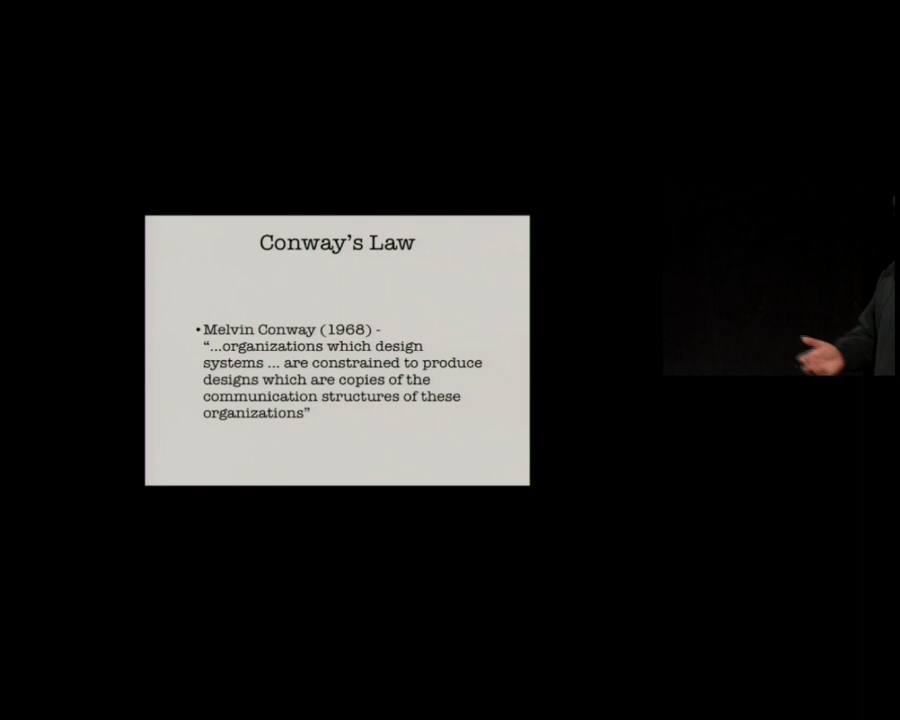 Conway's Law
•Melvin Conway (1968) -
“...organizations which design
systems ... are constrained to produce
designs which are copies of the
communication structures of these
organizations”